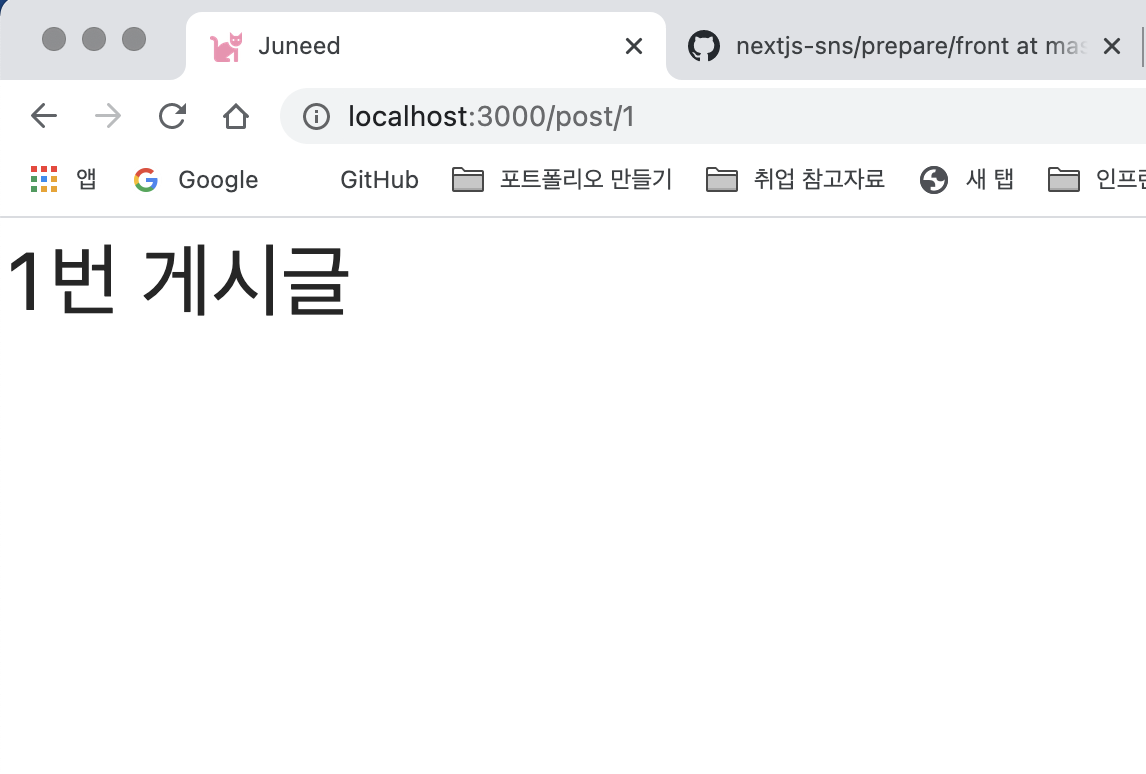 Juneed nextjs-sns/prepare/front at mas
localhost:3000/post/1
앱 Google GitHub 포트폴리오 만들기 취업 참고자료 새 탭 인프런
1번 게시글